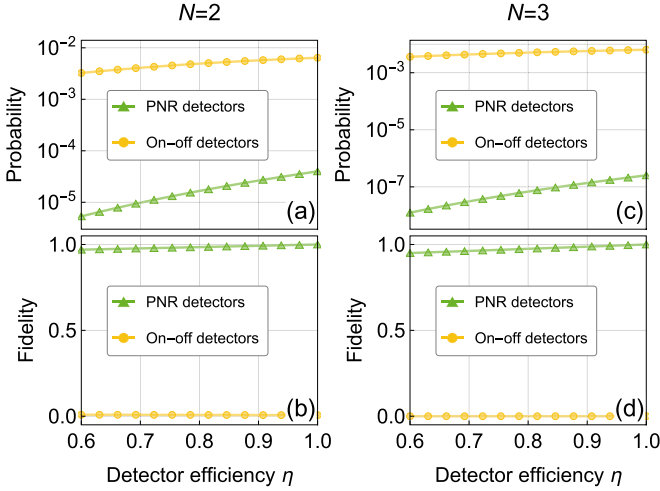 N=2
N=3
10⁻²
10⁻³
10⁻⁴
10⁻⁵
Probability
PNR detectors
On−off detectors
(a)
10⁻³
10⁻⁵
10⁻⁷
Probability
PNR detectors
On−off detectors
(c)
1.0
0.5
0.0
Fidelity
PNR detectors
On−off detectors
(b)
1.0
0.5
0.0
Fidelity
PNR detectors
On−off detectors
(d)
0.6 0.7 0.8 0.9 1.0
0.6 0.7 0.8 0.9 1.0
Detector efficiency η
Detector efficiency η